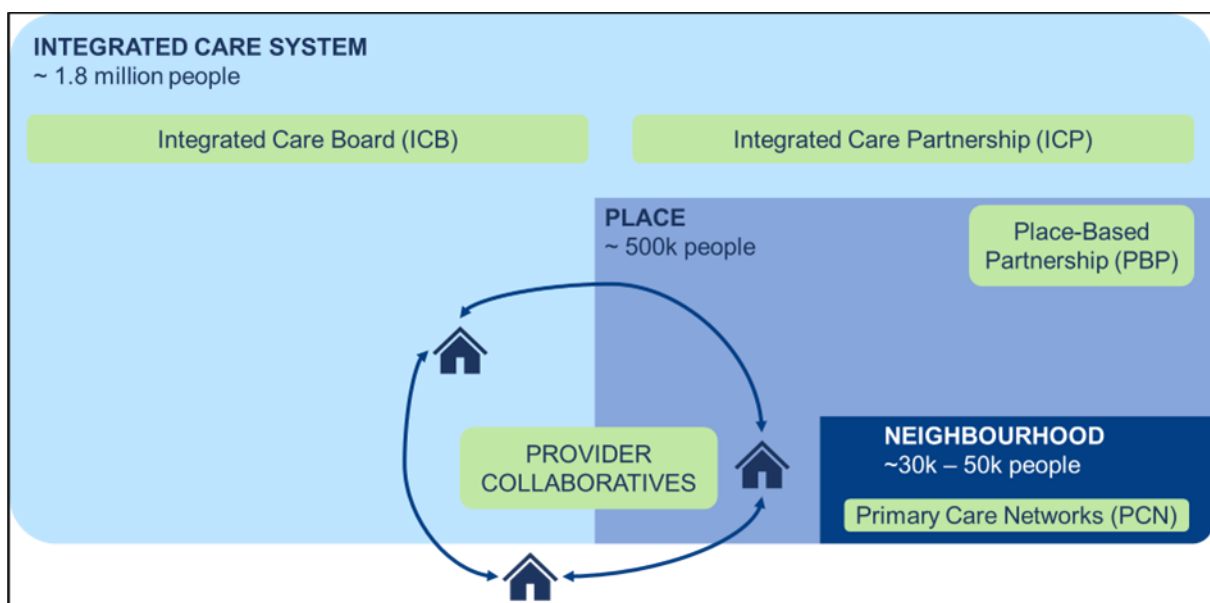 INTEGRATED CARE SYSTEM
~ 1.8 million people
Integrated Care Board (ICB)
Integrated Care Partnership (ICP)
PLACE
~ 500k people
Place-Based
Partnership (PBP)
PROVIDER
COLLABORATIVES
NEIGHBOURHOOD
~30k – 50k people
Primary Care Networks (PCN)